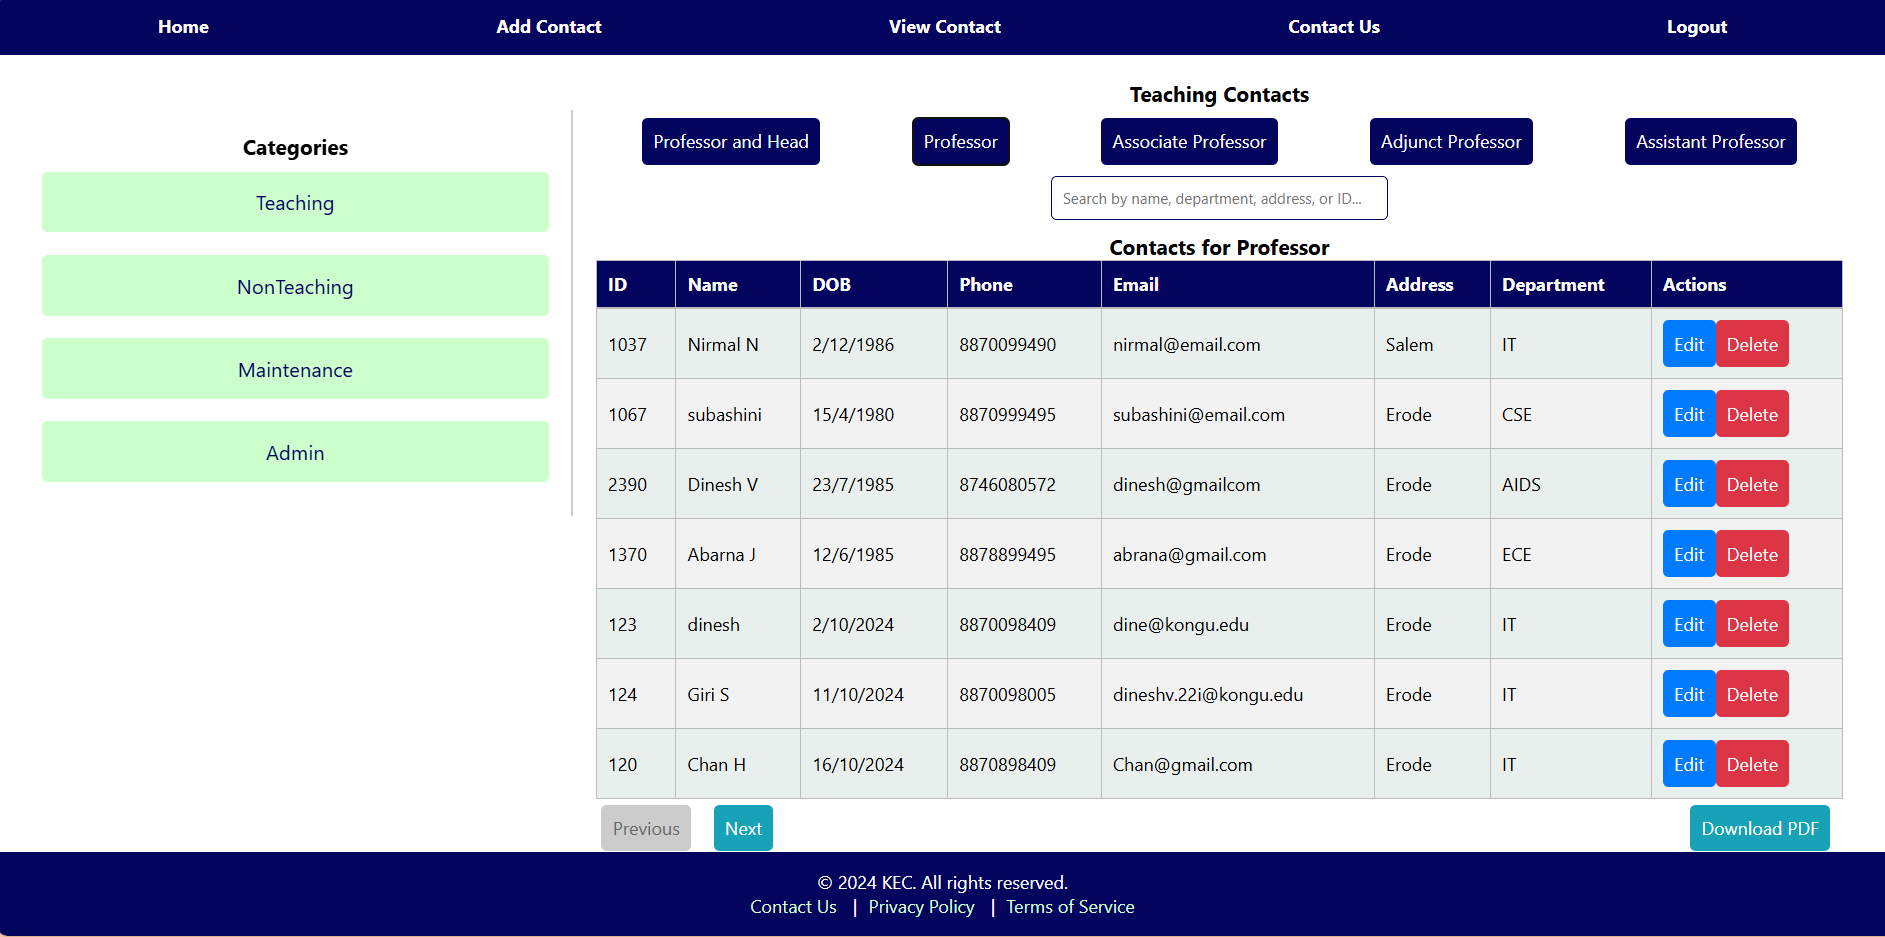 Home Add Contact View Contact Contact Us Logout
Categories
Teaching
NonTeaching
Maintenance
Admin
Teaching Contacts
Professor and Head Professor Associate Professor Adjunct Professor Assistant Professor
Search by name, department, address, or ID...
Contacts for Professor
ID Name DOB Phone Email Address Department Actions
1037 Nirmal N 2/12/1986 8870099490 nirmal@email.com Salem IT Edit Delete
1067 subashini 15/4/1980 8870999495 subashini@email.com Erode CSE Edit Delete
2390 Dinesh V 23/7/1985 8746080572 dinesh@gmailcom Erode AIDS Edit Delete
1370 Abarna J 12/6/1985 8878899495 abrana@gmail.com Erode ECE Edit Delete
123 dinesh 2/10/2024 8870098409 dine@kongu.edu Erode IT Edit Delete
124 Giri S 11/10/2024 8870098005 dineshv.22i@kongu.edu Erode IT Edit Delete
120 Chan H 16/10/2024 8870898409 Chan@gmail.com Erode IT Edit Delete
Previous Next Download PDF
© 2024 KEC. All rights reserved.
Contact Us | Privacy Policy | Terms of Service